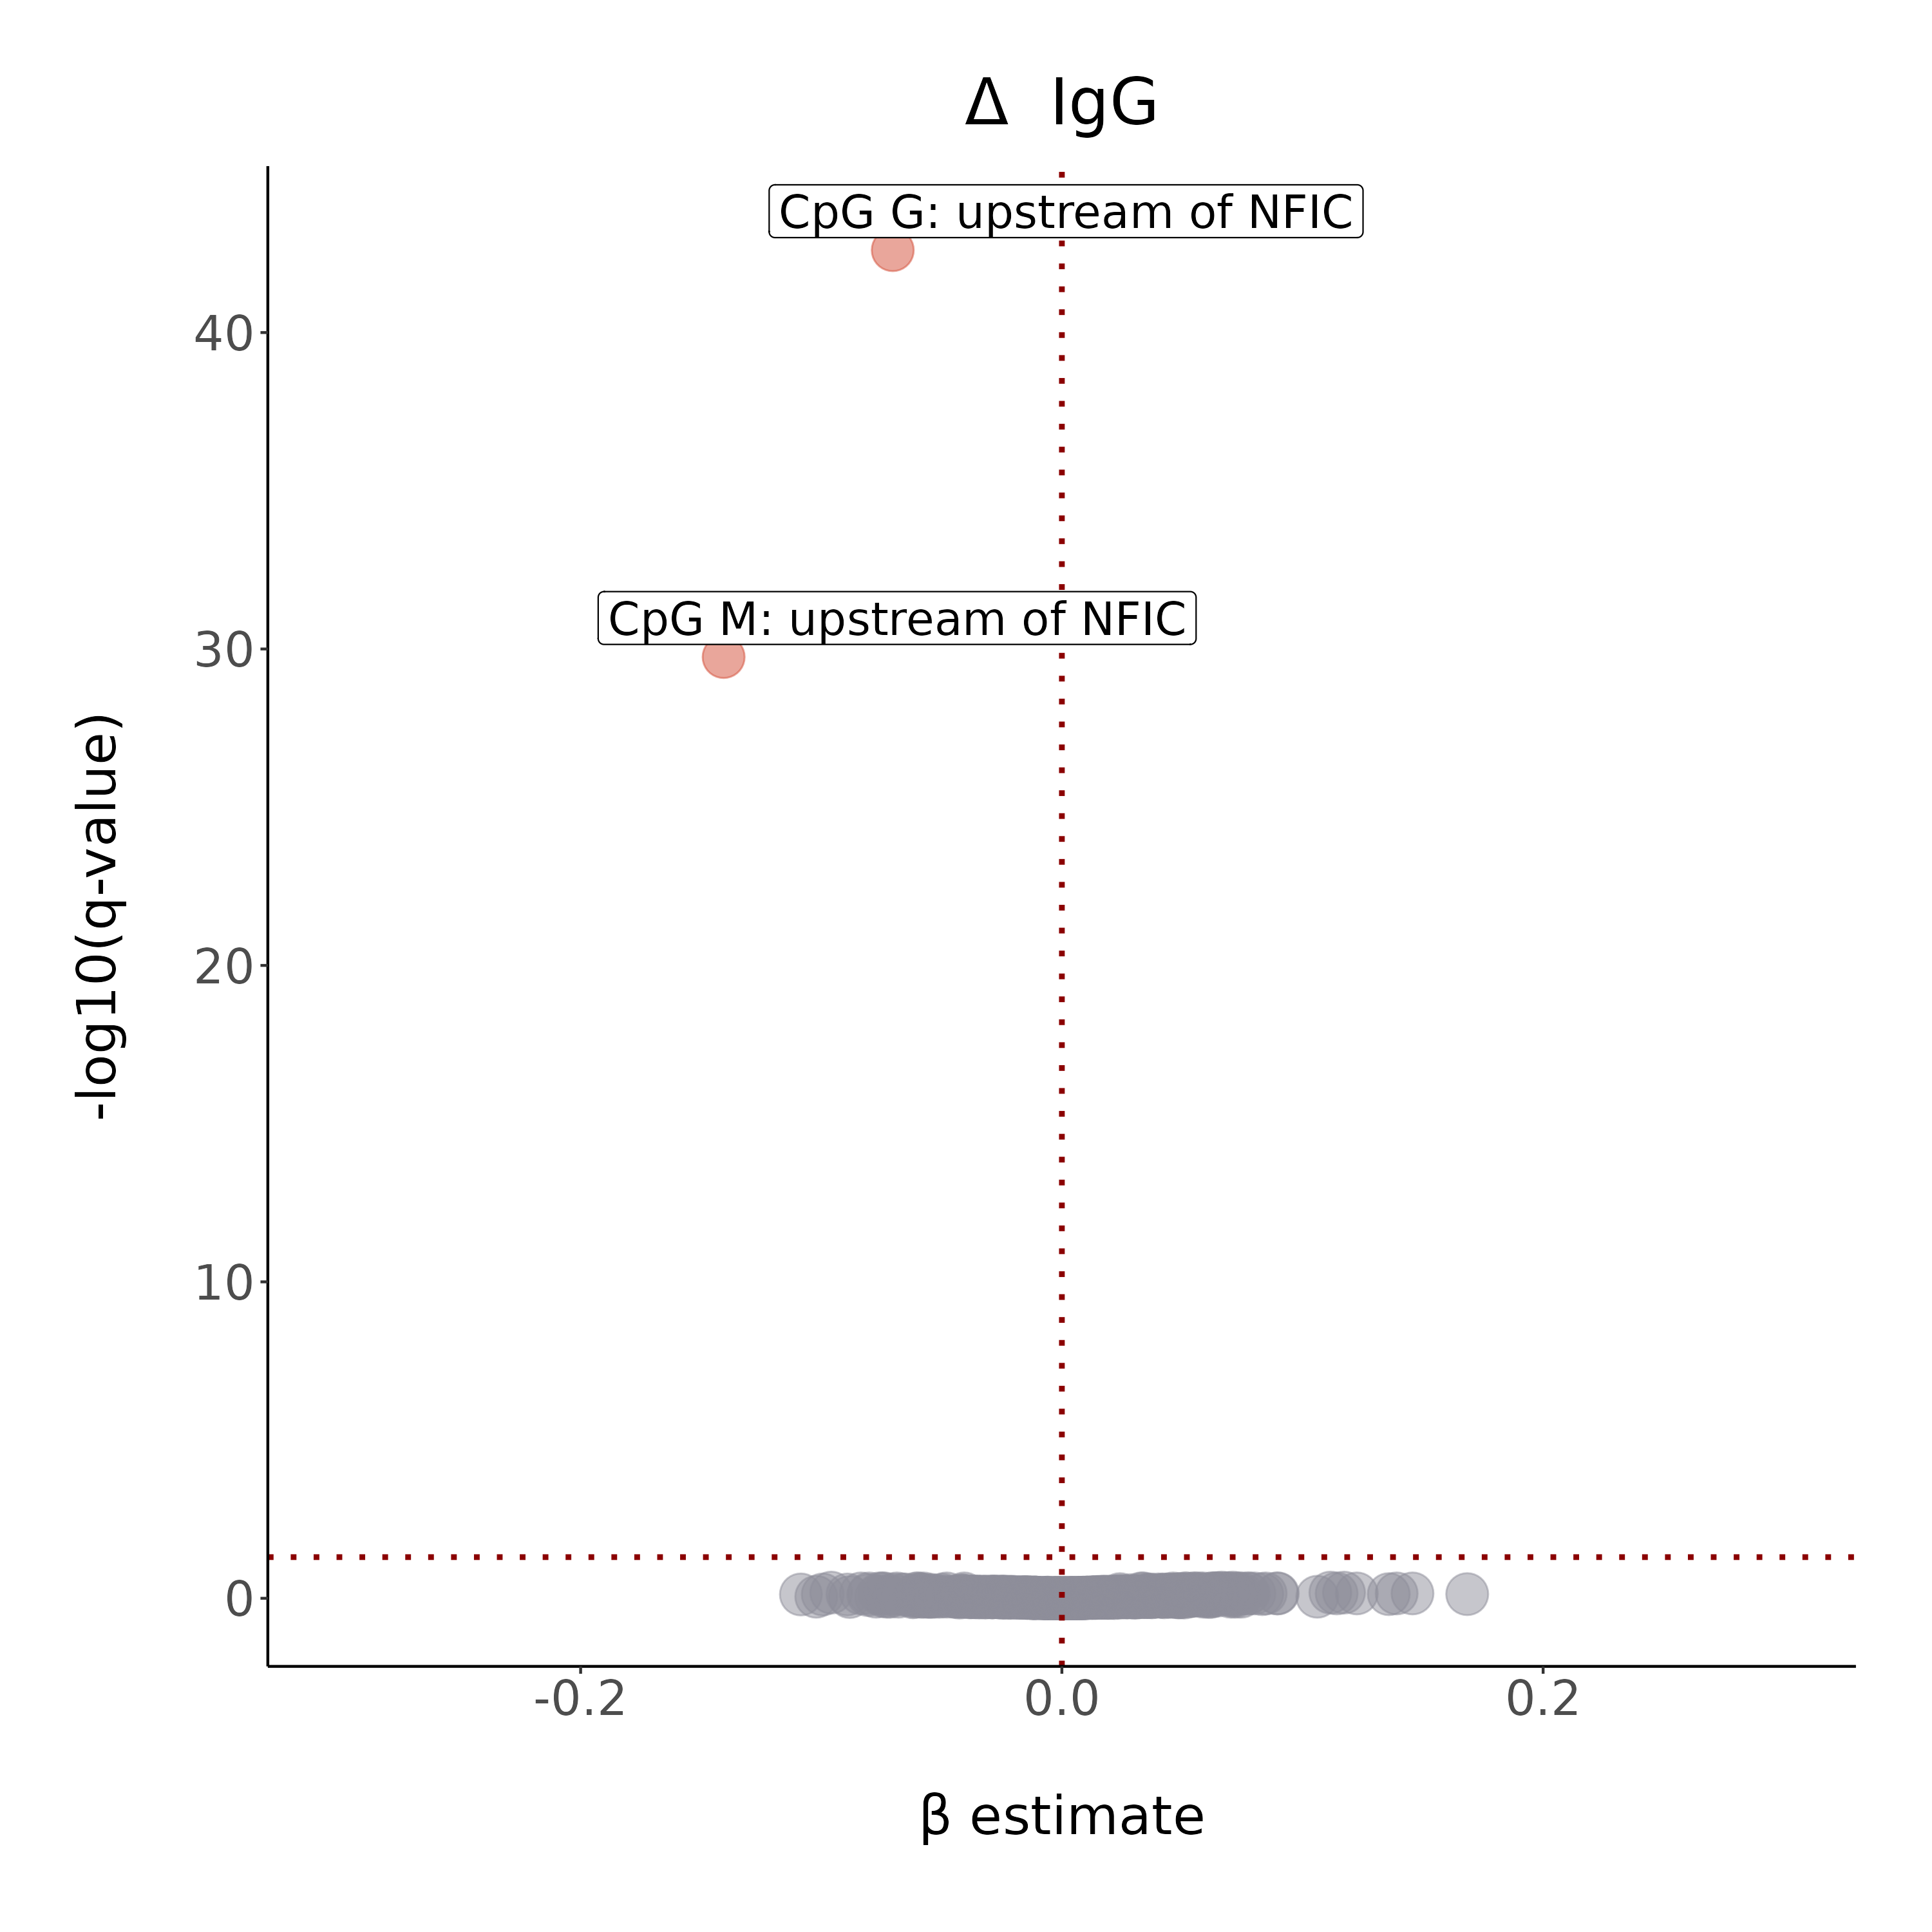 Δ IgG
CpG G: upstream of NFIC
40
CpG M: upstream of NFIC
30
-log10(q-value)
20
10
0
-0.2 0.0 0.2
β estimate